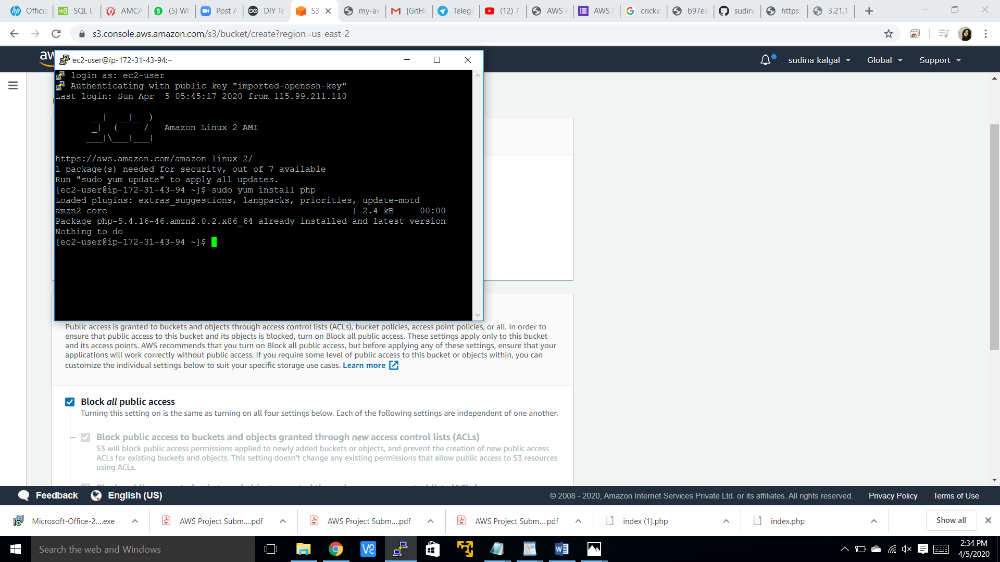 Officia
SQL LI
AMCA
(5) Wh
Post A
DIY Te
S3
my-aw
[GitHu
Telegr
(12) 7
AWS P
AWS P
cricke
b97ea
sudina
https:
3.21.1
s3.console.aws.amazon.com/s3/bucket/create?region=us-east-2
aw
sudina kalgal
Global
Support
ec2-user@ip-172-31-43-94:~
login as: ec2-user
Authenticating with public key "imported-openssh-key"
Last login: Sun Apr  5 05:45:17 2020 from 115.99.211.110
       __|  __|_  )
       _|  (     /   Amazon Linux 2 AMI
      ___|\___|___|
https://aws.amazon.com/amazon-linux-2/
1 package(s) needed for security, out of 7 available
Run "sudo yum update" to apply all updates.
[ec2-user@ip-172-31-43-94 ~]$ sudo yum install php
Loaded plugins: extras_suggestions, langpacks, priorities, update-motd
amzn2-core | 2.4 kB 00:00
Package php-5.4.16-46.amzn2.0.2.x86_64 already installed and latest version
Nothing to do
[ec2-user@ip-172-31-43-94 ~]$
Public access is granted to buckets and objects through access control lists (ACLs), bucket policies, access point policies, or all. In order to
ensure that public access to this bucket and its objects is blocked, turn on Block all public access. These settings apply only to this bucket
and its access points. AWS recommends that you turn on Block all public access, but before applying any of these settings, ensure that your
applications will work correctly without public access. If you require some level of public access to this bucket or objects within, you can
customize the individual settings below to suit your specific storage use cases. Learn more
Block all public access
Turning this setting on is the same as turning on all four settings below. Each of the following settings are independent of one another.
Block public access to buckets and objects granted through new access control lists (ACLs)
S3 will block public access permissions applied to newly added buckets or objects, and prevent the creation of new public access
ACLs for existing buckets and objects. This setting doesn't change any existing permissions that allow public access to S3 resources
using ACLs.
Feedback
English (US)
© 2008 - 2020, Amazon Internet Services Private Ltd. or its affiliates. All rights reserved.
Privacy Policy
Terms of Use
Microsoft-Office-2....exe
AWS Project Subm....pdf
AWS Project Subm....pdf
AWS Project Subm....pdf
index (1).php
index.php
Show all
Search the web and Windows
2:34 PM
4/5/2020